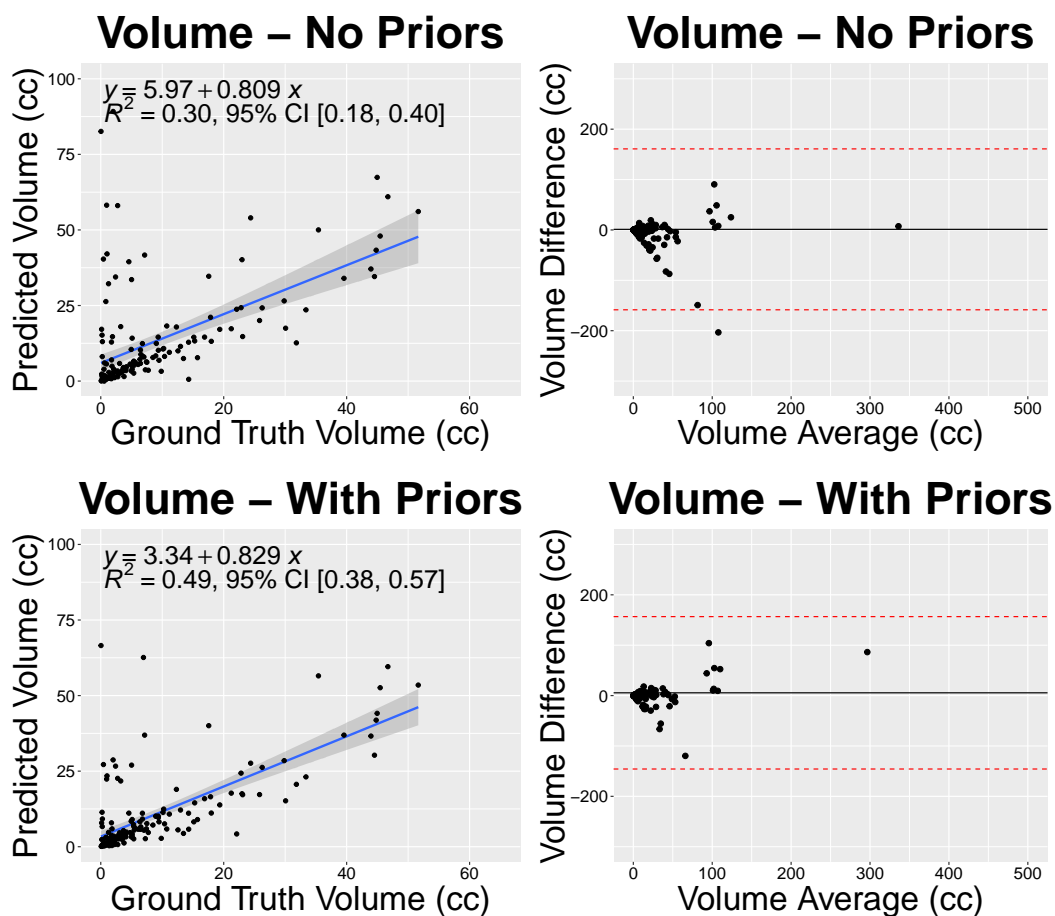 Volume – No Priors
Predicted Volume (cc)
100
75
50
25
0
y = 5.97 + 0.809 x
R² = 0.30, 95% CI [0.18, 0.40]
0 20 40 60
Ground Truth Volume (cc)
Volume – No Priors
Volume Difference (cc)
200
0
−200
0 100 200 300 400 500
Volume Average (cc)
Volume – With Priors
Predicted Volume (cc)
100
75
50
25
0
y = 3.34 + 0.829 x
R² = 0.49, 95% CI [0.38, 0.57]
0 20 40 60
Ground Truth Volume (cc)
Volume – With Priors
Volume Difference (cc)
200
0
−200
0 100 200 300 400 500
Volume Average (cc)